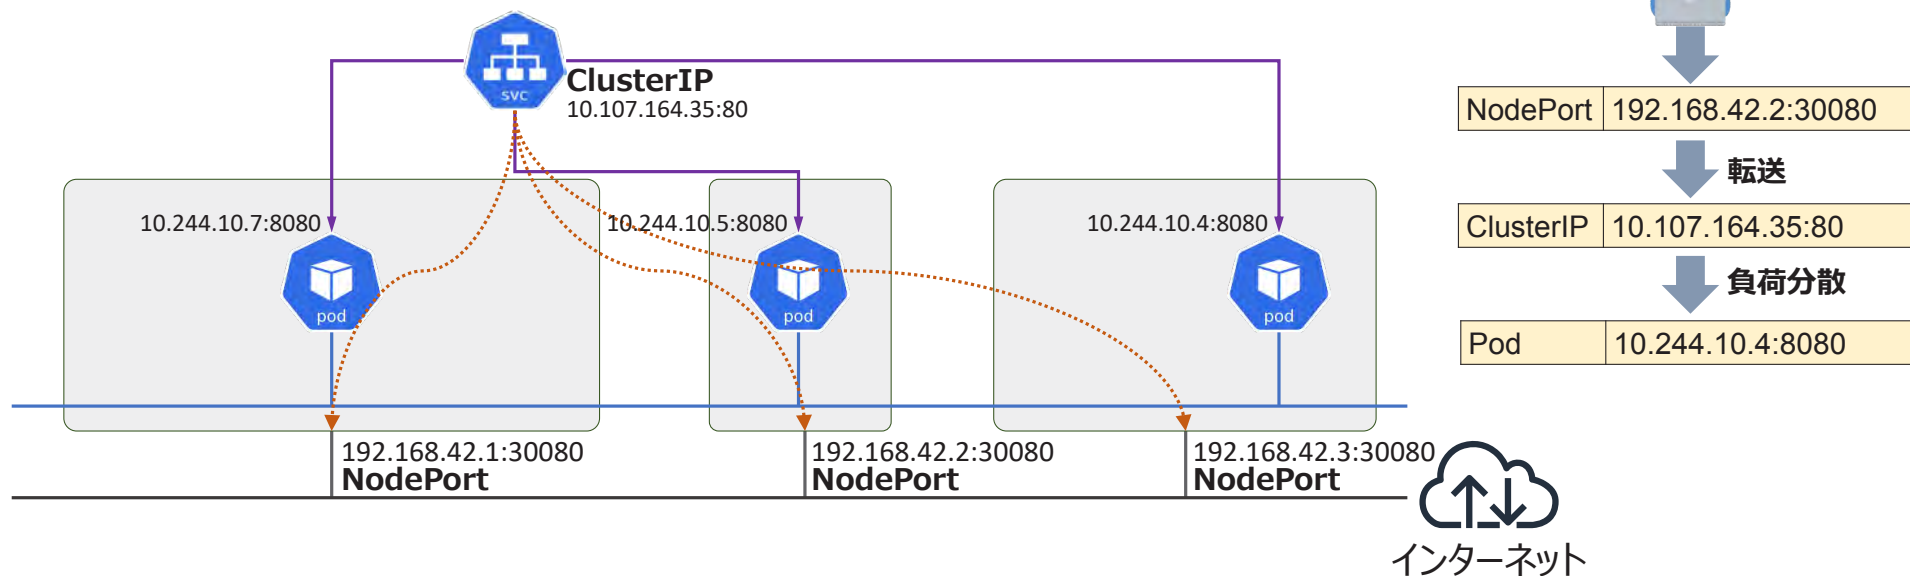 svc
ClusterIP
10.107.164.35:80
10.244.10.7:8080
10.244.10.5:8080
10.244.10.4:8080
pod
pod
pod
192.168.42.1:30080
NodePort
192.168.42.2:30080
NodePort
192.168.42.3:30080
NodePort
インターネット
NodePort 192.168.42.2:30080
転送
ClusterIP 10.107.164.35:80
負荷分散
Pod 10.244.10.4:8080